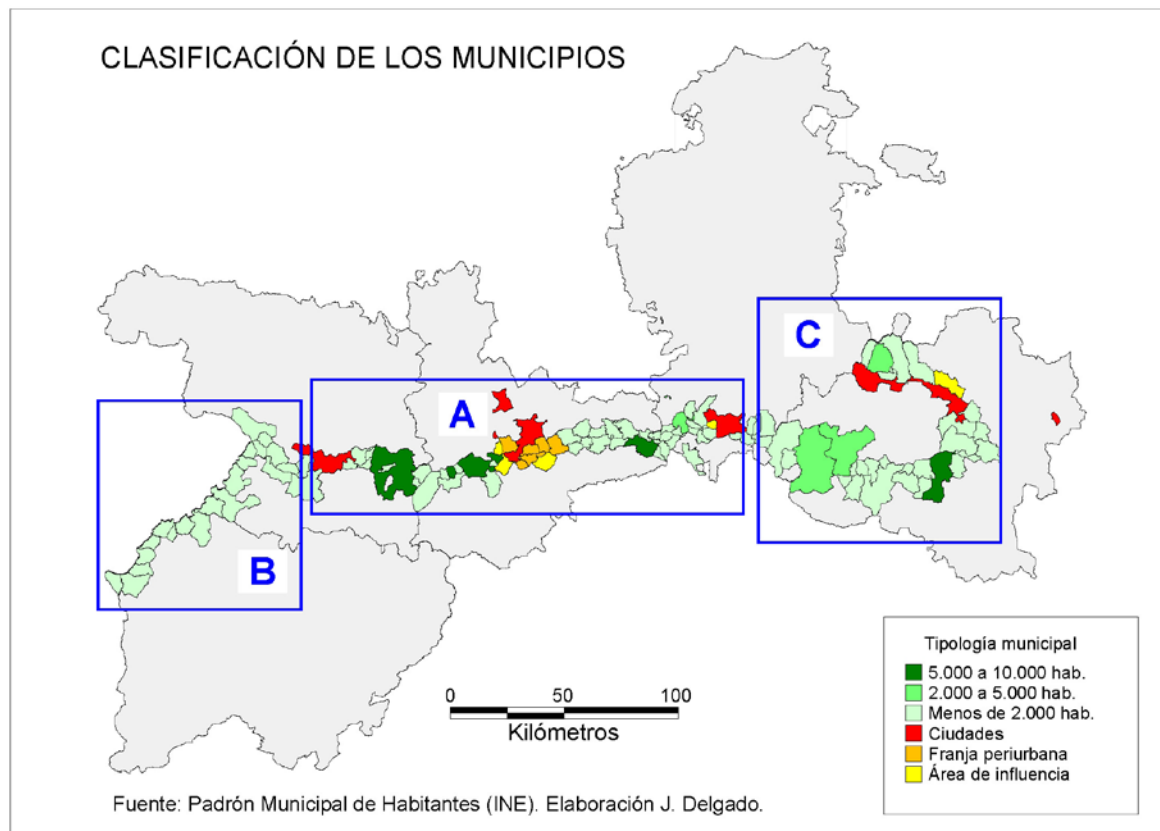 CLASIFICACIÓN DE LOS MUNICIPIOS
C
A
B
Tipología municipal
5.000 a 10.000 hab.
2.000 a 5.000 hab.
Menos de 2.000 hab.
Ciudades
Franja periurbana
Área de influencia
0 50 100
Kilómetros
Fuente: Padrón Municipal de Habitantes (INE). Elaboración J. Delgado.